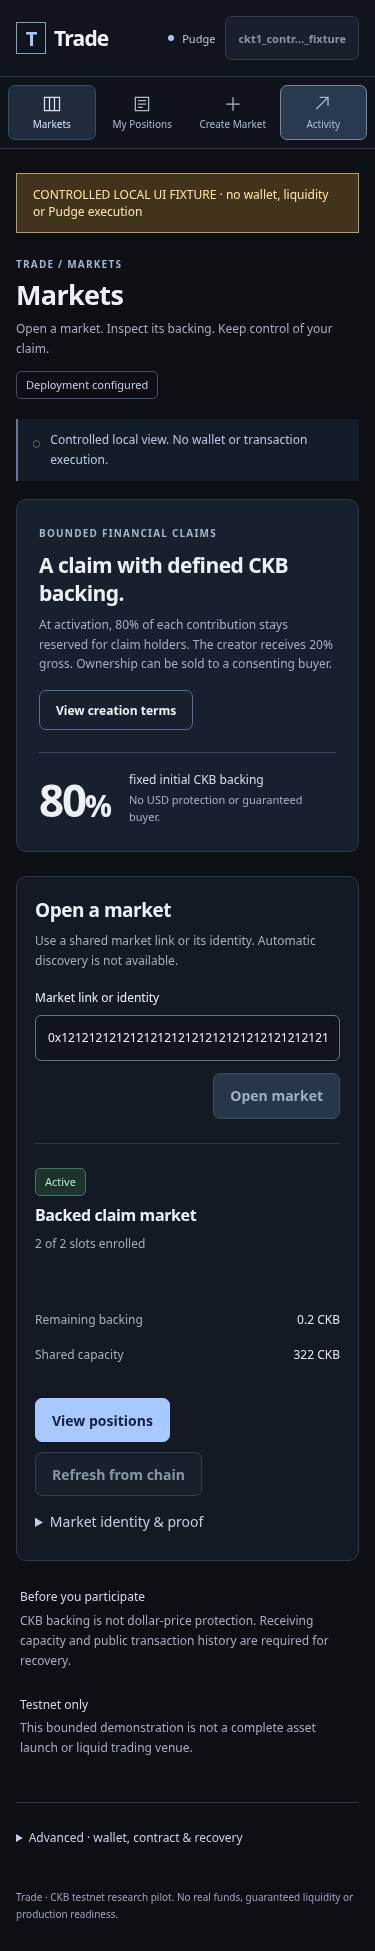 T Trade
Pudge
ckt1_contr..._fixture
Markets
My Positions
Create Market
Activity
CONTROLLED LOCAL UI FIXTURE · no wallet, liquidity
or Pudge execution
TRADE / MARKETS
Markets
Open a market. Inspect its backing. Keep control of your
claim.
Deployment configured
Controlled local view. No wallet or transaction
execution.
BOUNDED FINANCIAL CLAIMS
A claim with defined CKB
backing.
At activation, 80% of each contribution stays
reserved for claim holders. The creator receives 20%
gross. Ownership can be sold to a consenting buyer.
View creation terms
80%
fixed initial CKB backing
No USD protection or guaranteed
buyer.
Open a market
Use a shared market link or its identity. Automatic
discovery is not available.
Market link or identity
0x12121212121212121212121212121212121212121
Open market
Active
Backed claim market
2 of 2 slots enrolled
Remaining backing
0.2 CKB
Shared capacity
322 CKB
View positions
Refresh from chain
Market identity & proof
Before you participate
CKB backing is not dollar-price protection. Receiving
capacity and public transaction history are required for
recovery.
Testnet only
This bounded demonstration is not a complete asset
launch or liquid trading venue.
Advanced · wallet, contract & recovery
Trade · CKB testnet research pilot. No real funds, guaranteed liquidity or
production readiness.